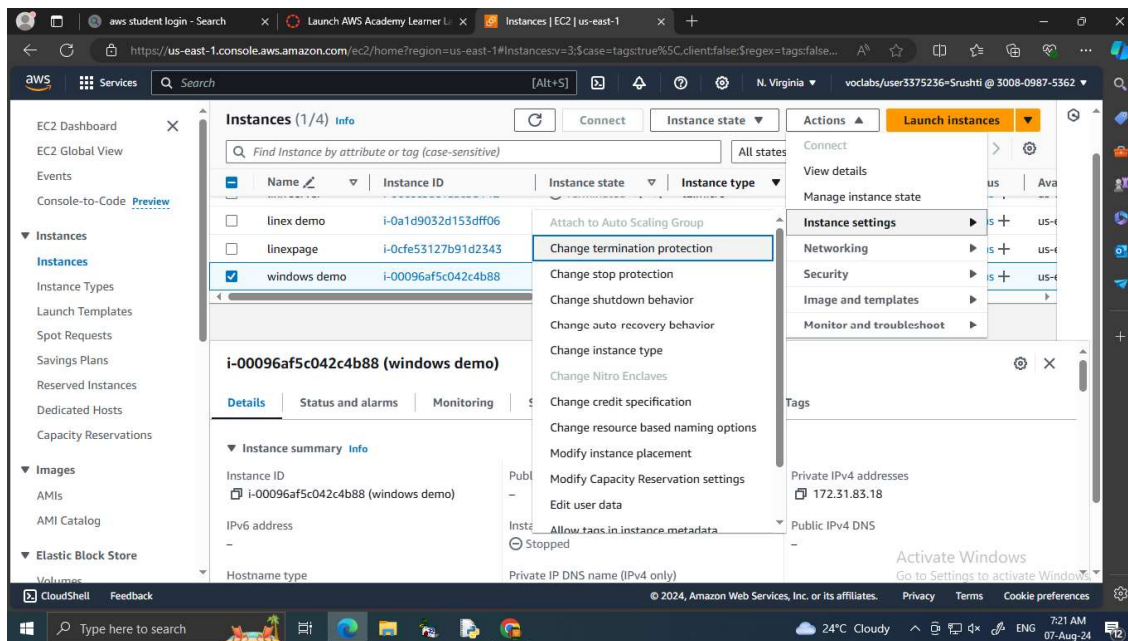 aws student login - Search
Launch AWS Academy Learner L
Instances | EC2 | us-east-1
https://us-east-1.console.aws.amazon.com/ec2/home?region=us-east-1#Instances:v=3;$case=tags:true%5C,client:false;$regex=tags:false...
aws
Services
Search
[Alt+S]
N. Virginia
voclabs/user3375236=Srushti @ 3008-0987-5362
EC2 Dashboard
EC2 Global View
Events
Console-to-Code Preview
Instances
Instances
Instance Types
Launch Templates
Spot Requests
Savings Plans
Reserved Instances
Dedicated Hosts
Capacity Reservations
Images
AMIs
AMI Catalog
Elastic Block Store
Volumes
Instances (1/4) Info
Connect
Instance state
Actions
Launch instances
Find Instance by attribute or tag (case-sensitive)
All states
Name
Instance ID
Instance state
Instance type
us
Ava
linex demo
i-0a1d9032d153dff06
linexpage
i-0cfe53127b91d2343
windows demo
i-00096af5c042c4b88
Connect
View details
Manage instance state
Instance settings
Networking
Security
Image and templates
Monitor and troubleshoot
Attach to Auto Scaling Group
Change termination protection
Change stop protection
Change shutdown behavior
Change auto-recovery behavior
Change instance type
Change Nitro Enclaves
Change credit specification
Change resource based naming options
Modify instance placement
Modify Capacity Reservation settings
Edit user data
Allow tags in instance metadata
i-00096af5c042c4b88 (windows demo)
Details
Status and alarms
Monitoring
Tags
Instance summary Info
Instance ID
i-00096af5c042c4b88 (windows demo)
Publ
–
Private IPv4 addresses
172.31.83.18
IPv6 address
–
Insta
Stopped
Public IPv4 DNS
–
Hostname type
Private IP DNS name (IPv4 only)
Activate Windows
Go to Settings to activate Windows.
CloudShell
Feedback
© 2024, Amazon Web Services, Inc. or its affiliates.
Privacy
Terms
Cookie preferences
Type here to search
24°C Cloudy
ENG
7:21 AM
07-Aug-24
12